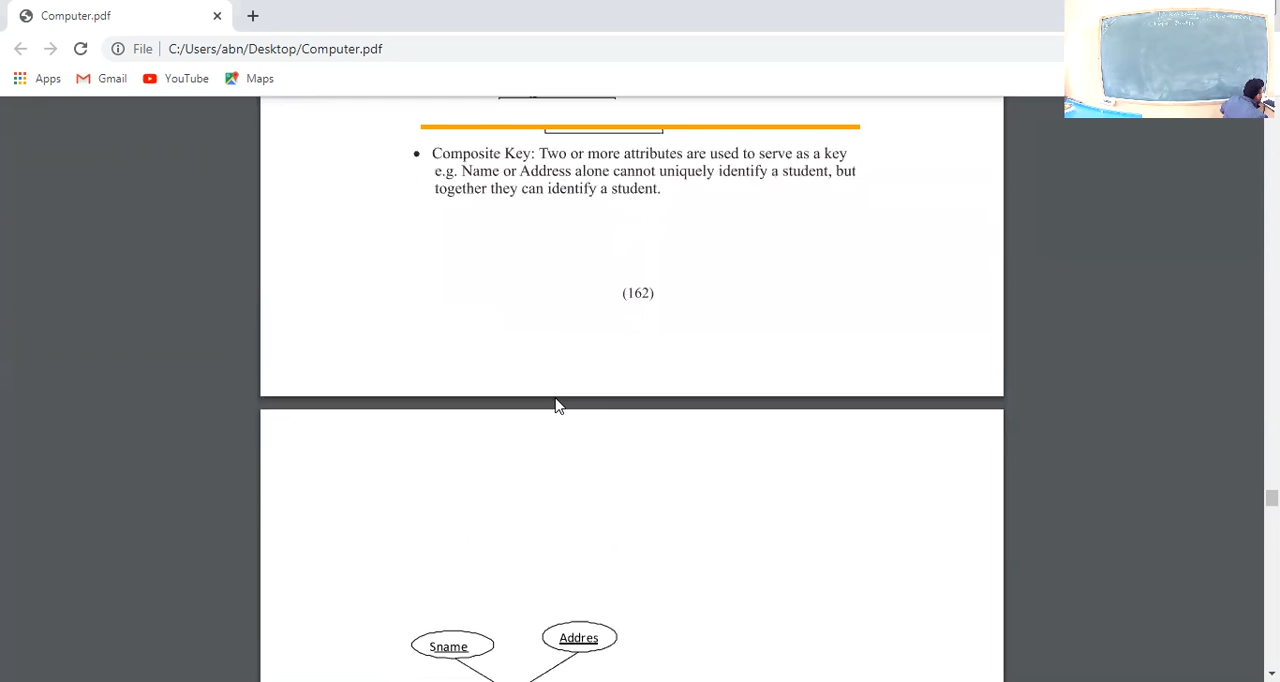 Computer.pdf
File
C:/Users/abn/Desktop/Computer.pdf
Apps
Gmail
YouTube
Maps
• Composite Key: Two or more attributes are used to serve as a key
e.g. Name or Address alone cannot uniquely identify a student, but
together they can identify a student.
(162)
Sname
Addres